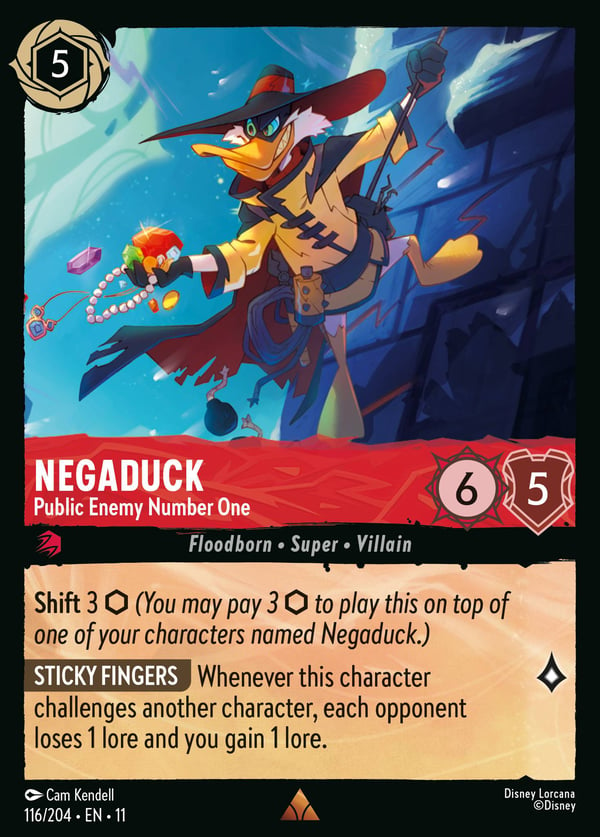 5
NEGADUCK
Public Enemy Number One
6
5
Floodborn • Super • Villain
Shift 3 ⬡ (You may pay 3 ⬡ to play this on top of
one of your characters named Negaduck.)
STICKY FINGERS Whenever this character
challenges another character, each opponent
loses 1 lore and you gain 1 lore.
Cam Kendell
Disney Lorcana
116/204 • EN • 11
©Disney